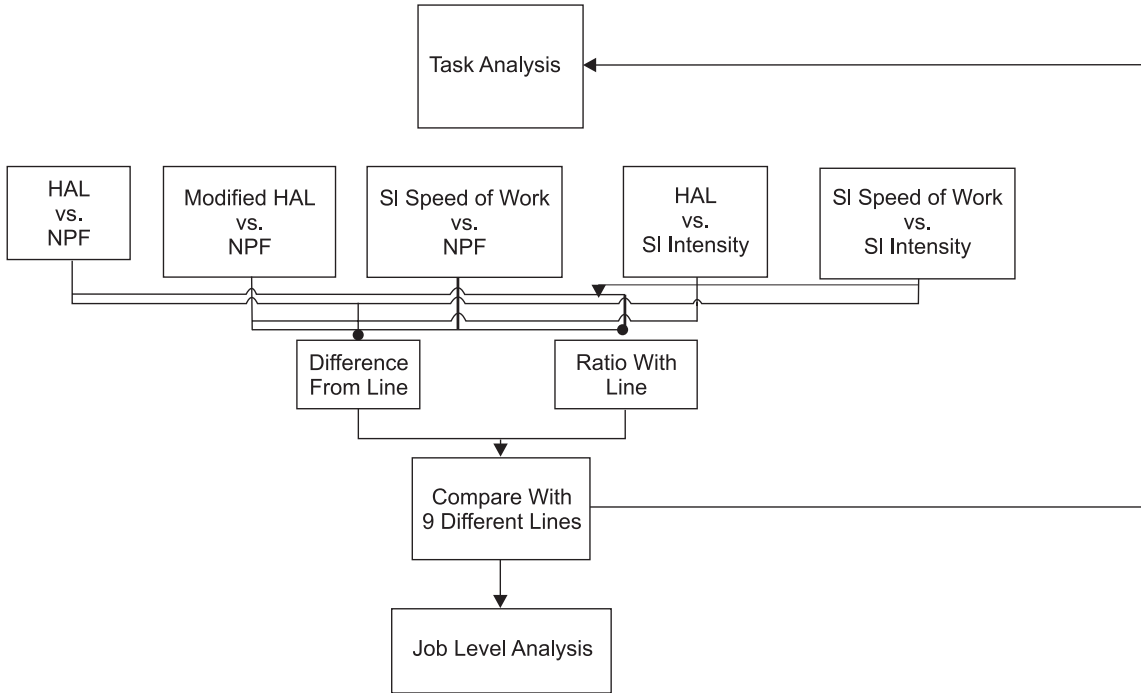 Task Analysis
HAL
vs.
NPF
Modified HAL
vs.
NPF
SI Speed of Work
vs.
NPF
HAL
vs.
SI Intensity
SI Speed of Work
vs.
SI Intensity
Difference
From Line
Ratio With
Line
Compare With
9 Different Lines
Job Level Analysis